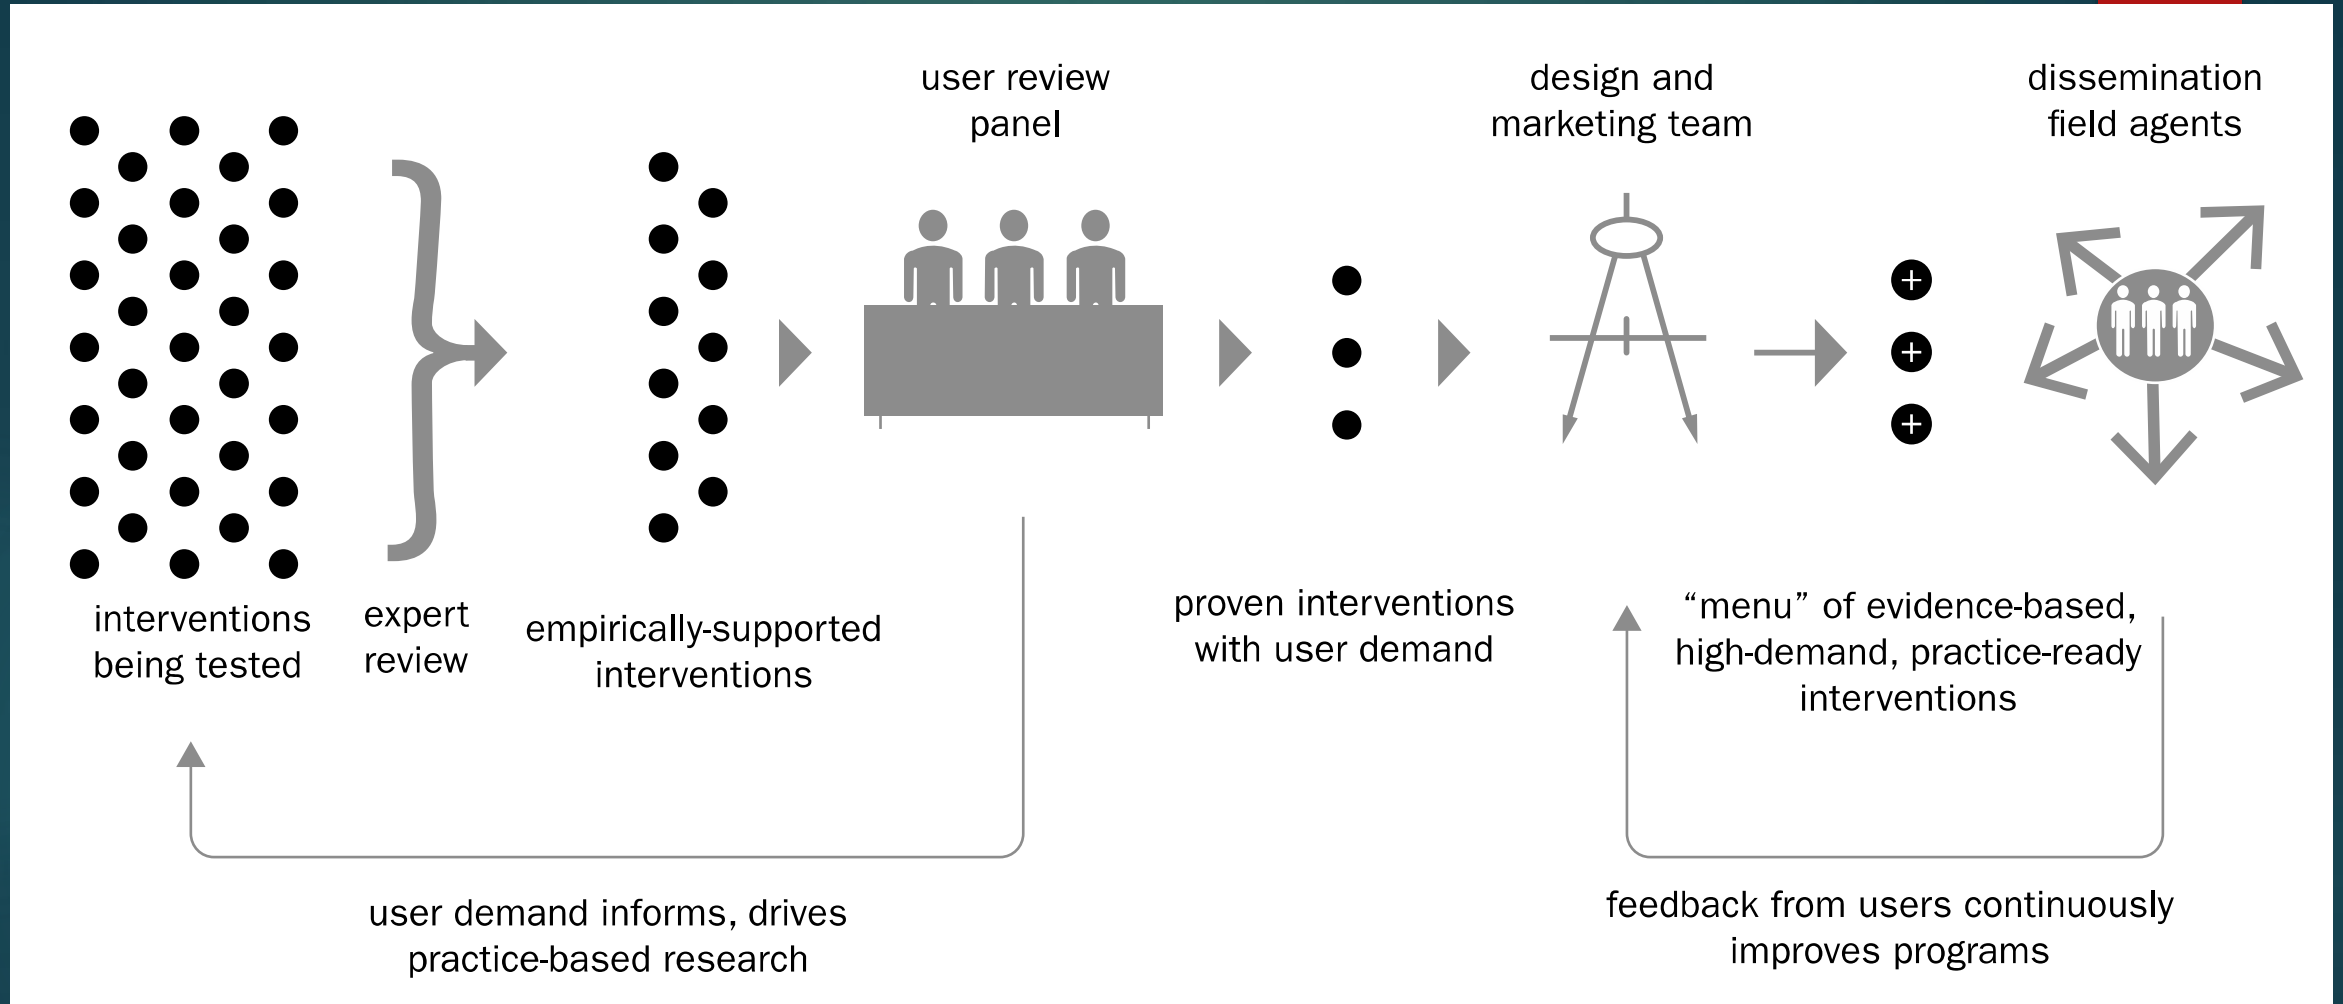 user review
panel
design and
marketing team
dissemination
field agents
interventions
being tested
expert
review
empirically-supported
interventions
proven interventions
with user demand
“menu” of evidence-based,
high-demand, practice-ready
interventions
user demand informs, drives
practice-based research
feedback from users continuously
improves programs